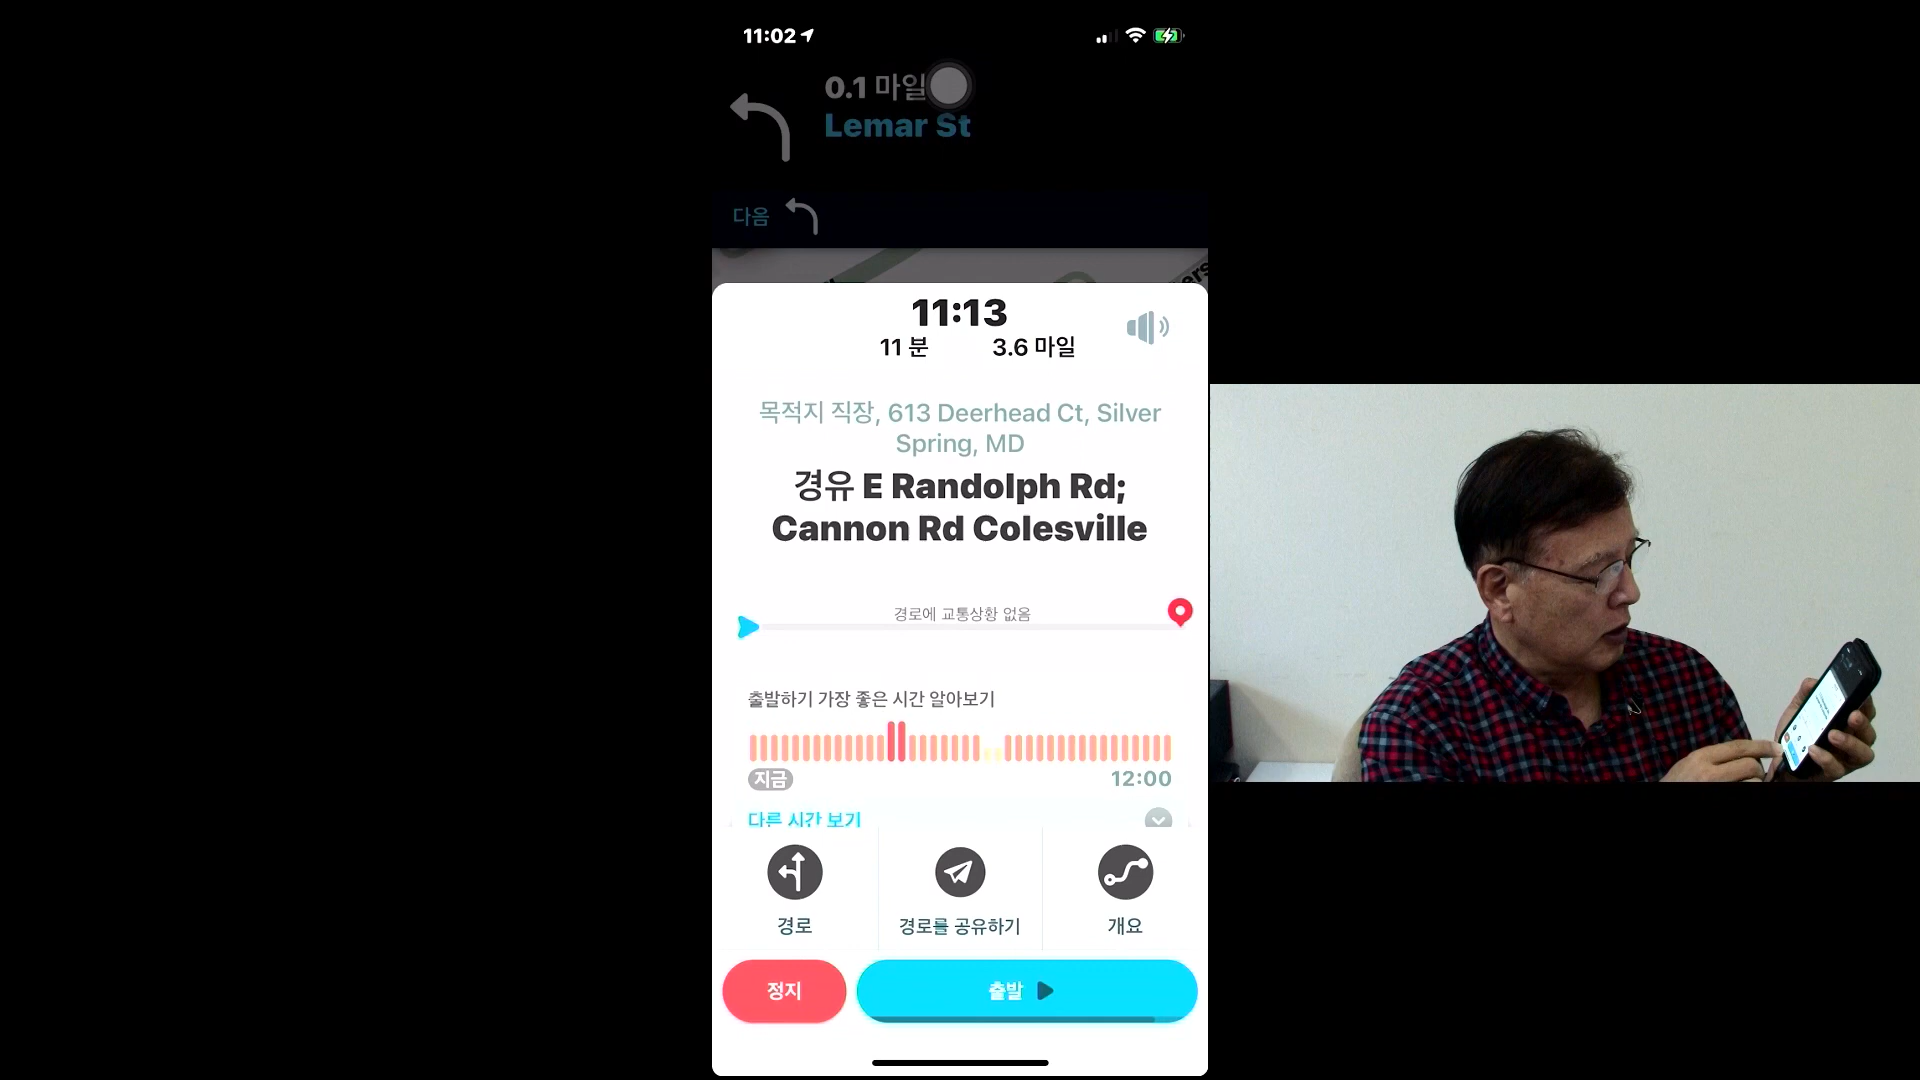 11:02
0.1 마일
Lemar St
다음
11:13
11 분 3.6 마일
목적지 직장, 613 Deerhead Ct, Silver
Spring, MD
경유 E Randolph Rd;
Cannon Rd Colesville
경로에 교통상황 없음
출발하기 가장 좋은 시간 알아보기
지금 12:00
다른 시간 보기
경로 경로를 공유하기 개요
정지 출발